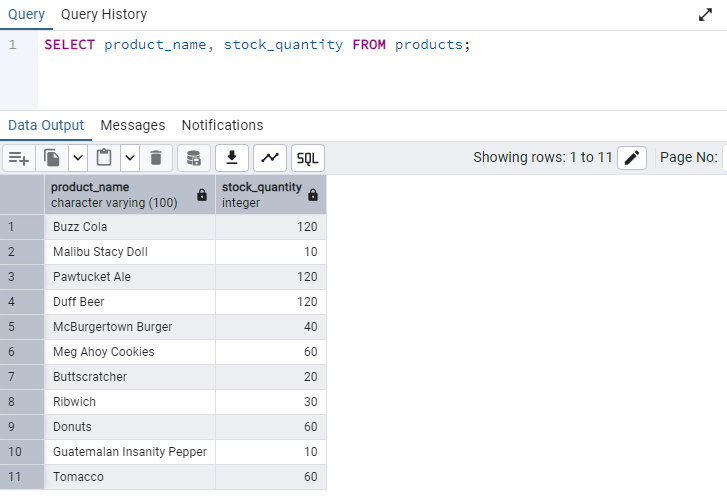 Query Query History
1 SELECT product_name, stock_quantity FROM products;
Data Output Messages Notifications
SQL Showing rows: 1 to 11 Page No:
product_name stock_quantity
character varying (100) integer
1 Buzz Cola 120
2 Malibu Stacy Doll 10
3 Pawtucket Ale 120
4 Duff Beer 120
5 McBurgertown Burger 40
6 Meg Ahoy Cookies 60
7 Buttscratcher 20
8 Ribwich 30
9 Donuts 60
10 Guatemalan Insanity Pepper 10
11 Tomacco 60